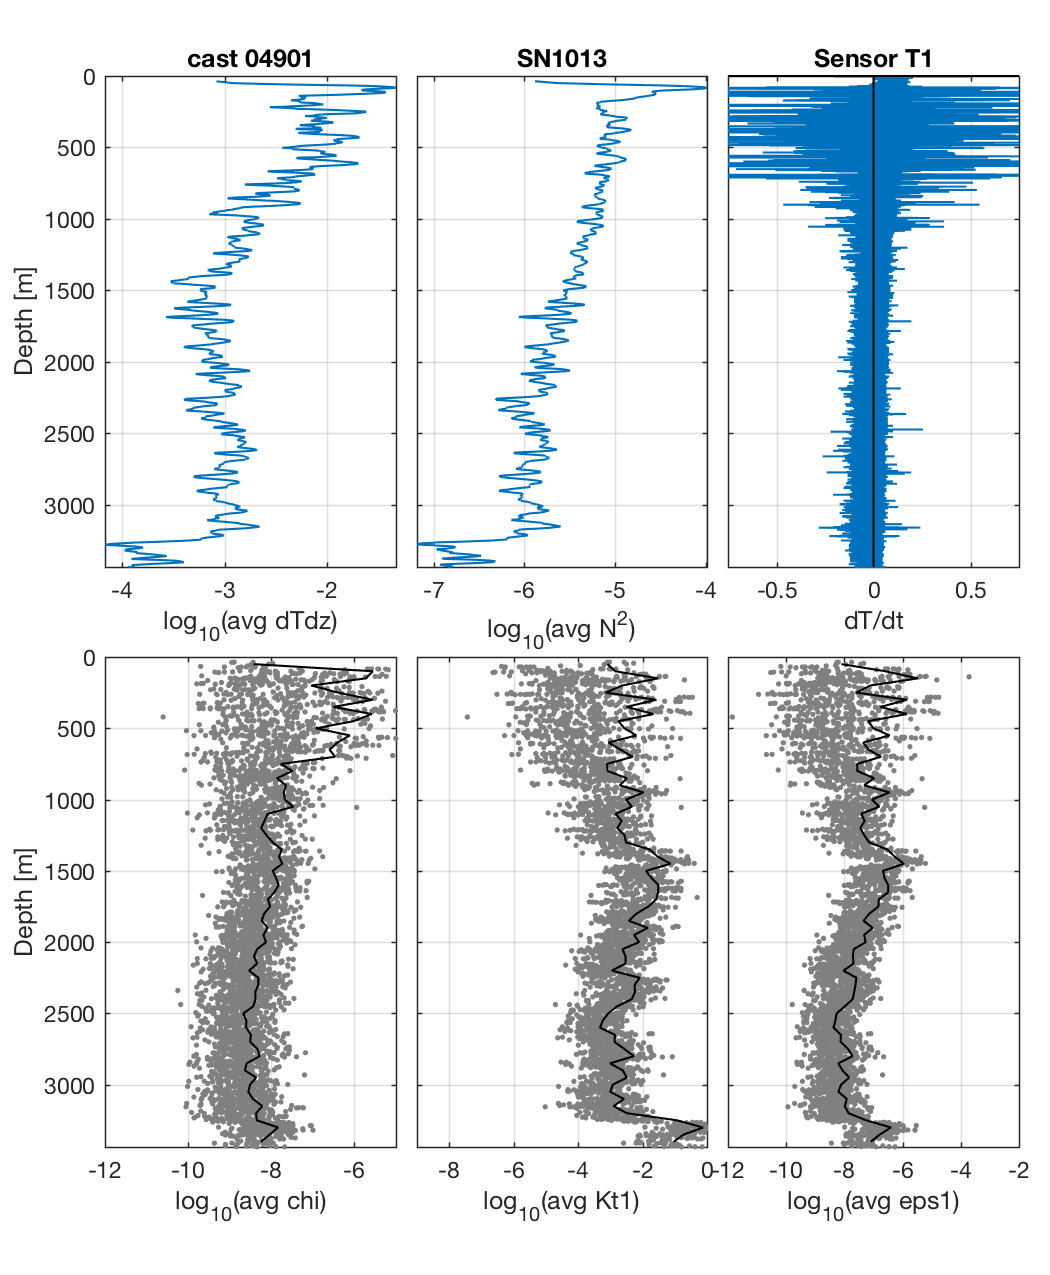 cast 04901 SN1013 Sensor T1
0
500
1000
1500
2000
2500
3000
Depth [m]
-4 -3 -2 -7 -6 -5 -4 -0.5 0 0.5
log10(avg dTdz) log10(avg N2) dT/dt
0
500
1000
1500
2000
2500
3000
Depth [m]
-12 -10 -8 -6 -8 -6 -4 -2 0 -12 -10 -8 -6 -4 -2
log10(avg chi) log10(avg Kt1) log10(avg eps1)